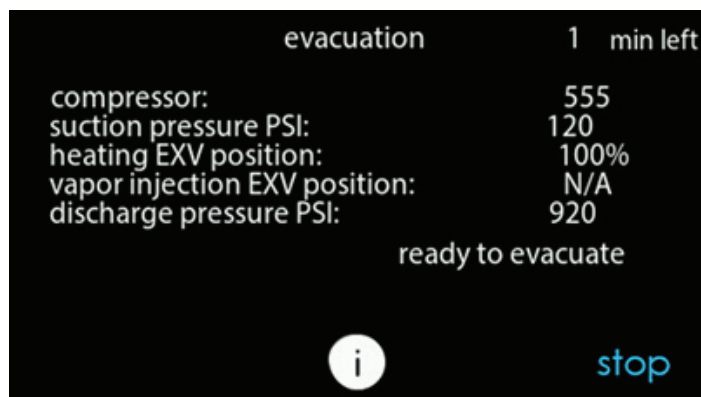 evacuation 1 min left
compressor: 555
suction pressure PSI: 120
heating EXV position: 100%
vapor injection EXV position: N/A
discharge pressure PSI: 920
ready to evacuate
i
stop